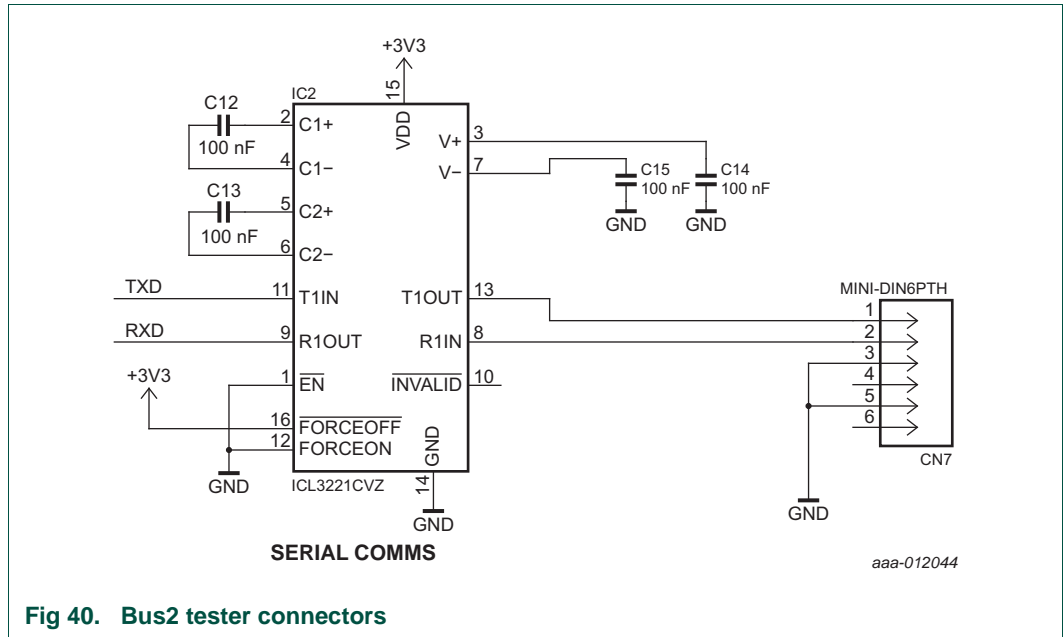 +3V3
IC2
15
VDD
C12
100 nF
2
C1+
4
C1−
C13
100 nF
5
C2+
6
C2−
V+
3
V−
7
C15
100 nF
C14
100 nF
GND
GND
TXD
11
T1IN
T1OUT
13
RXD
9
R1OUT
R1IN
8
+3V3
1
EN
INVALID
10
16
FORCEOFF
12
FORCEON
GND
GND
14
ICL3221CVZ
GND
MINI-DIN6PTH
1
2
3
4
5
6
CN7
GND
SERIAL COMMS
aaa-012044
Fig 40. Bus2 tester connectors